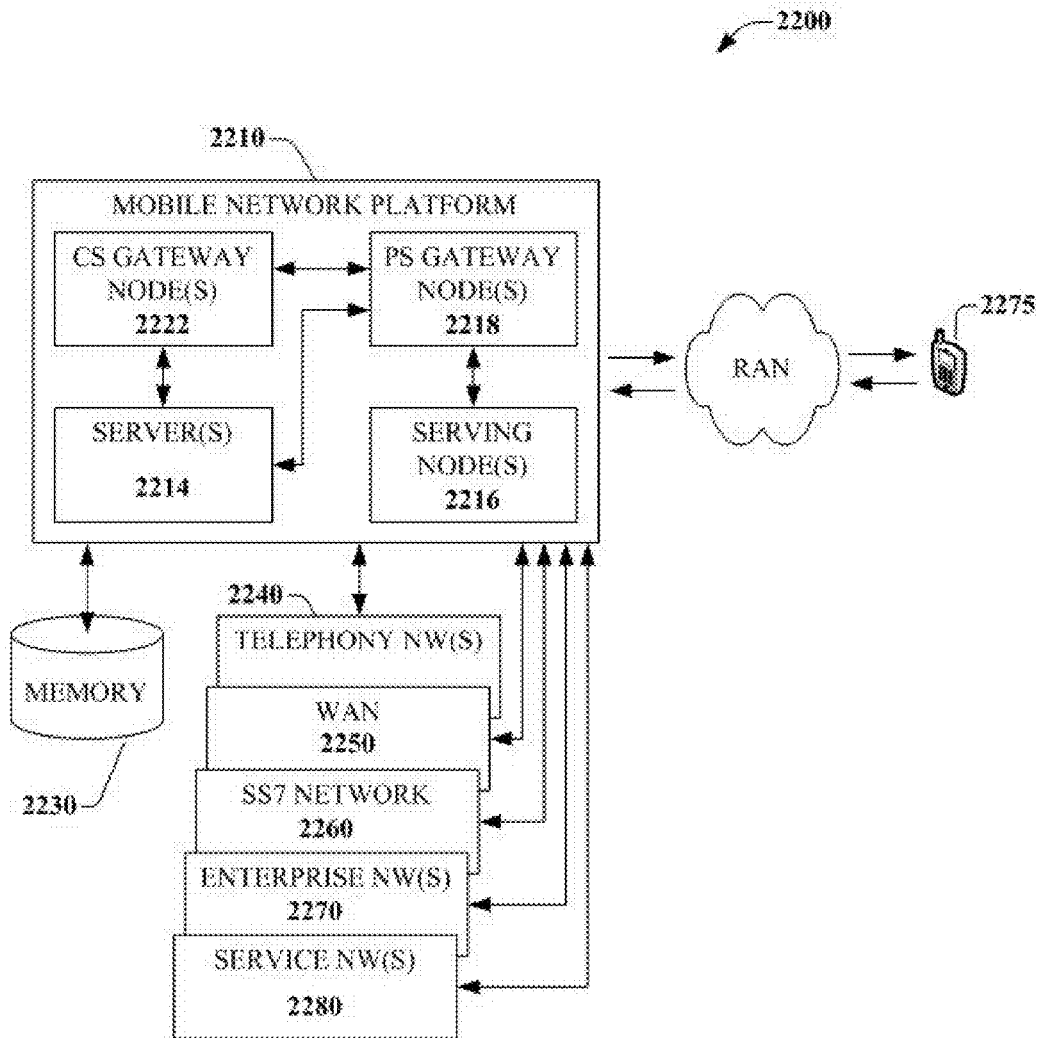 2200
2210
MOBILE NETWORK PLATFORM
CS GATEWAY
NODE(S)
2222
PS GATEWAY
NODE(S)
2218
SERVER(S)
2214
SERVING
NODE(S)
2216
RAN
2275
2240
TELEPHONY NW(S)
MEMORY
2230
WAN
2250
SS7 NETWORK
2260
ENTERPRISE NW(S)
2270
SERVICE NW(S)
2280